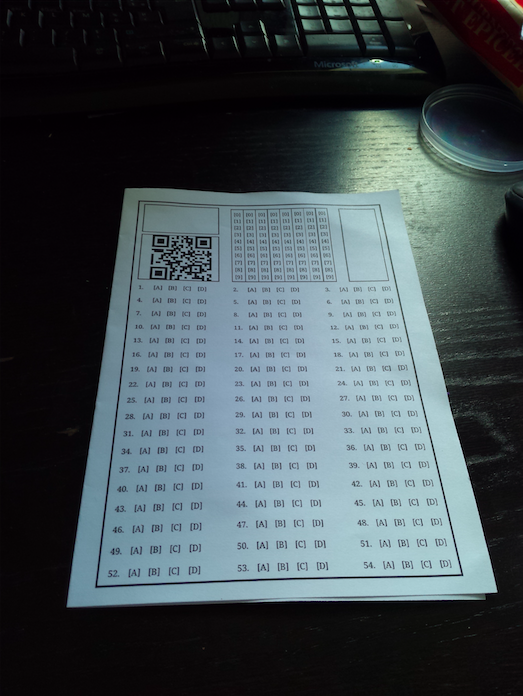 Microsoft
[0] [0] [0] [0] [0] [0] [0] [0]
[1] [1] [1] [1] [1] [1] [1] [1]
[2] [2] [2] [2] [2] [2] [2] [2]
[3] [3] [3] [3] [3] [3] [3] [3]
[4] [4] [4] [4] [4] [4] [4] [4]
[5] [5] [5] [5] [5] [5] [5] [5]
[6] [6] [6] [6] [6] [6] [6] [6]
[7] [7] [7] [7] [7] [7] [7] [7]
[8] [8] [8] [8] [8] [8] [8] [8]
[9] [9] [9] [9] [9] [9] [9] [9]
1. [A] [B] [C] [D] 2. [A] [B] [C] [D] 3. [A] [B] [C] [D]
4. [A] [B] [C] [D] 5. [A] [B] [C] [D] 6. [A] [B] [C] [D]
7. [A] [B] [C] [D] 8. [A] [B] [C] [D] 9. [A] [B] [C] [D]
10. [A] [B] [C] [D] 11. [A] [B] [C] [D] 12. [A] [B] [C] [D]
13. [A] [B] [C] [D] 14. [A] [B] [C] [D] 15. [A] [B] [C] [D]
16. [A] [B] [C] [D] 17. [A] [B] [C] [D] 18. [A] [B] [C] [D]
19. [A] [B] [C] [D] 20. [A] [B] [C] [D] 21. [A] [B] [C] [D]
22. [A] [B] [C] [D] 23. [A] [B] [C] [D] 24. [A] [B] [C] [D]
25. [A] [B] [C] [D] 26. [A] [B] [C] [D] 27. [A] [B] [C] [D]
28. [A] [B] [C] [D] 29. [A] [B] [C] [D] 30. [A] [B] [C] [D]
31. [A] [B] [C] [D] 32. [A] [B] [C] [D] 33. [A] [B] [C] [D]
34. [A] [B] [C] [D] 35. [A] [B] [C] [D] 36. [A] [B] [C] [D]
37. [A] [B] [C] [D] 38. [A] [B] [C] [D] 39. [A] [B] [C] [D]
40. [A] [B] [C] [D] 41. [A] [B] [C] [D] 42. [A] [B] [C] [D]
43. [A] [B] [C] [D] 44. [A] [B] [C] [D] 45. [A] [B] [C] [D]
46. [A] [B] [C] [D] 47. [A] [B] [C] [D] 48. [A] [B] [C] [D]
49. [A] [B] [C] [D] 50. [A] [B] [C] [D] 51. [A] [B] [C] [D]
52. [A] [B] [C] [D] 53. [A] [B] [C] [D] 54. [A] [B] [C] [D]